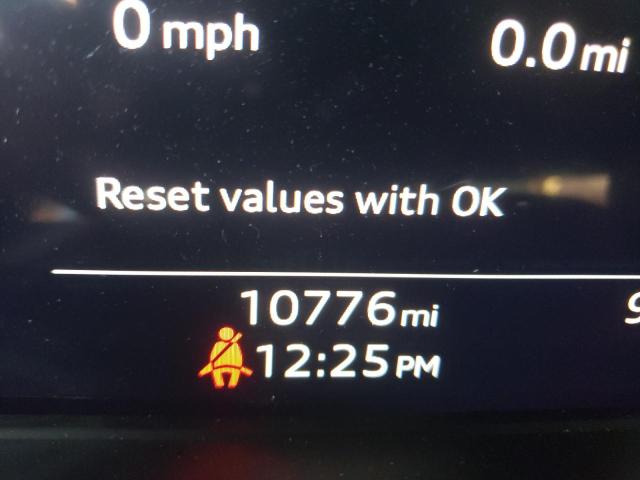 0 mph 0.0 mi
Reset values with OK
10776 mi
12:25 PM